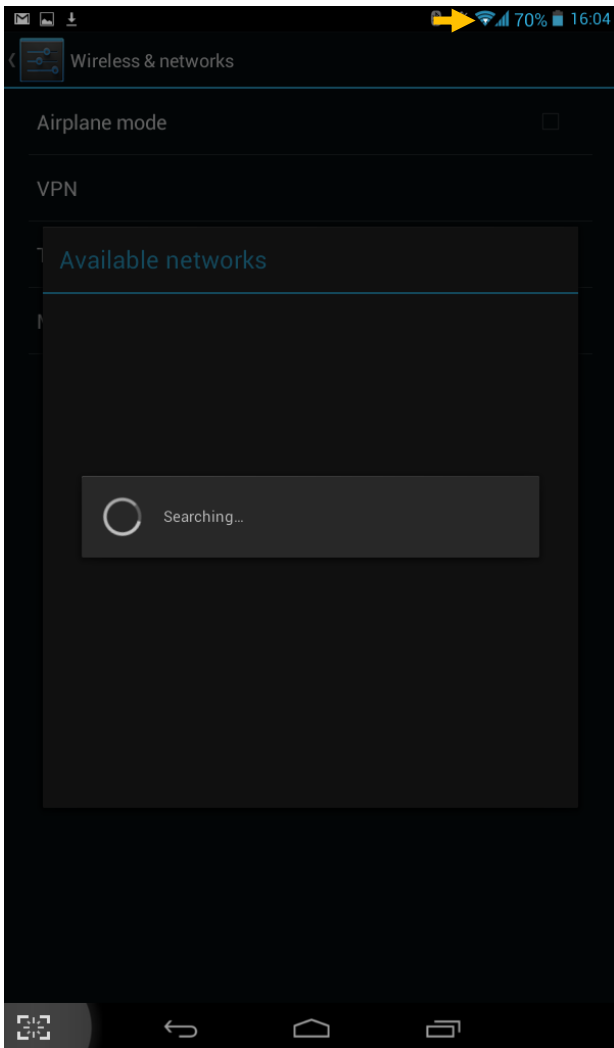 70% 16:04
Wireless & networks
Airplane mode
VPN
T
Available networks
N
Searching...